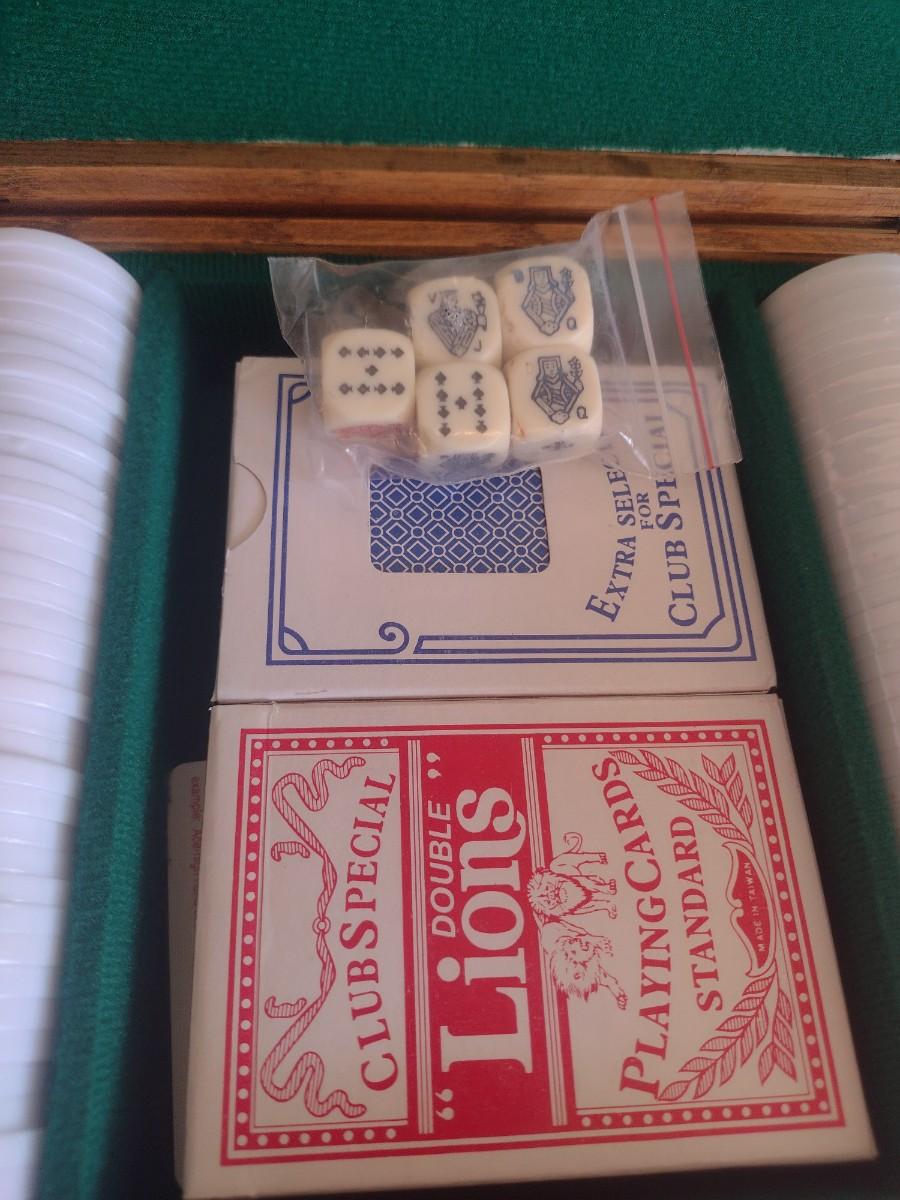 V
J
Q
Q
EXTRA SELEC
FOR
CLUB SPECIAL
CLUB SPECIAL
DOUBLE
"Lions"
PLAYING CARDS
STANDARD
MADE IN TAIWAN